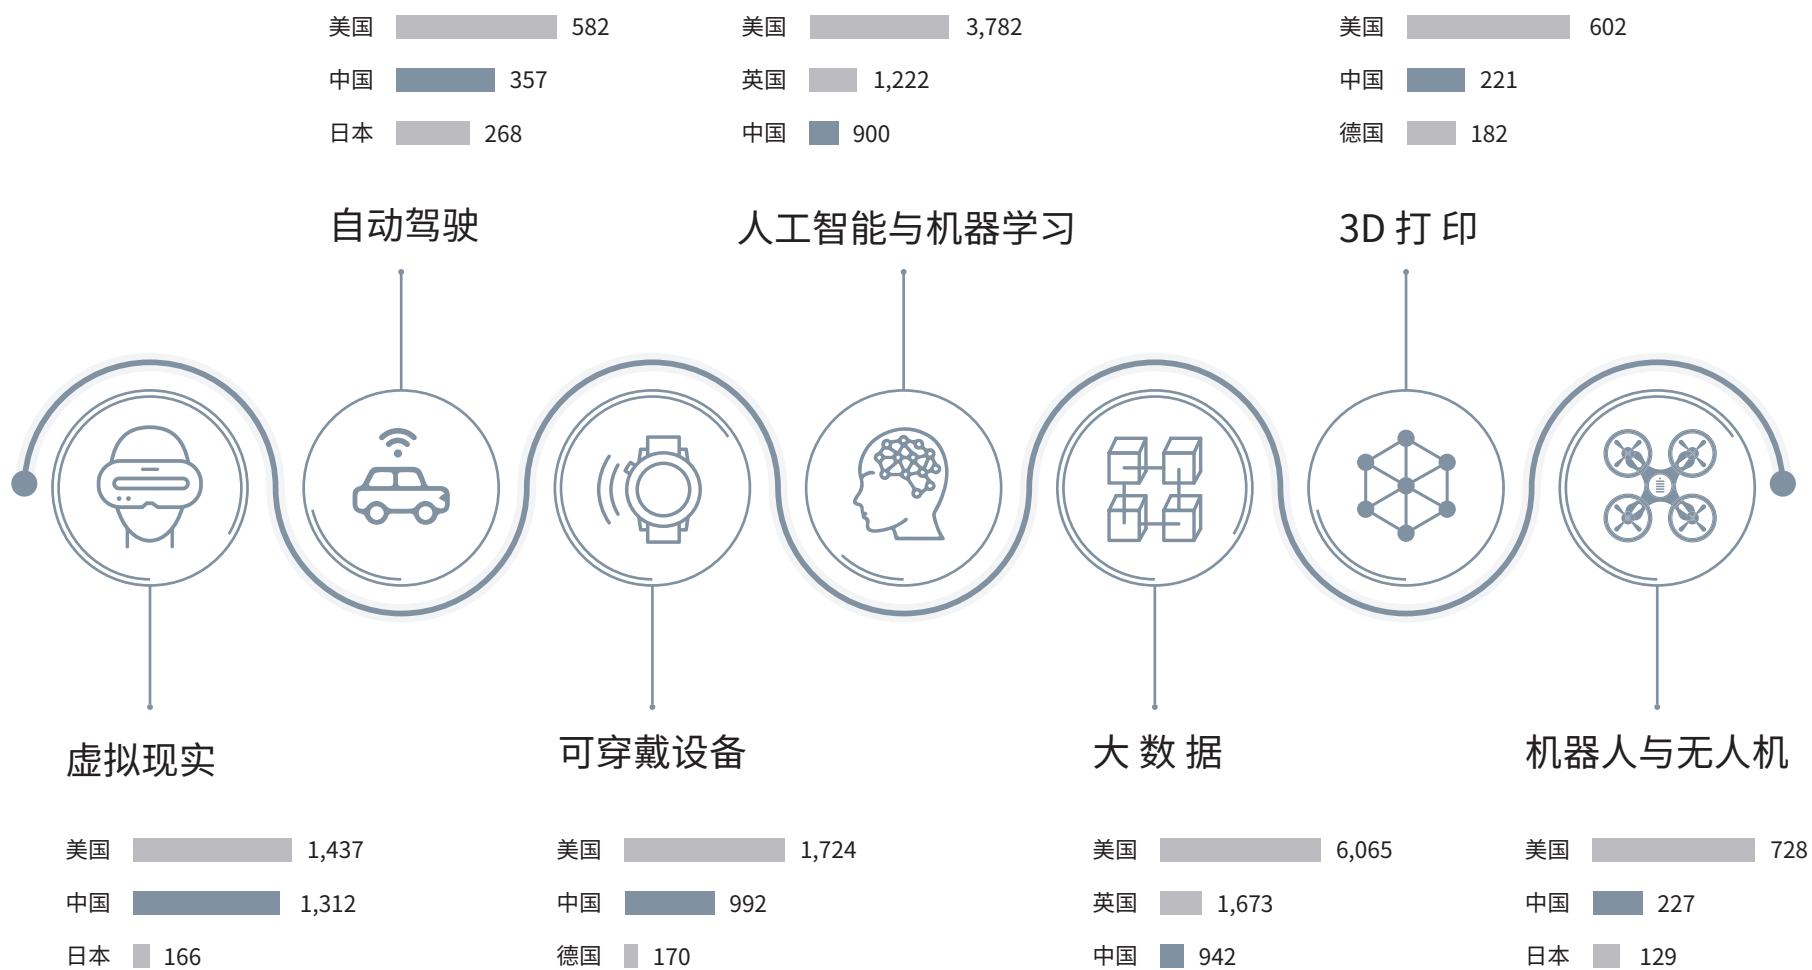 美国 582
中国 357
日本 268
自动驾驶
美国 3,782
英国 1,222
中国 900
人工智能与机器学习
美国 602
中国 221
德国 182
3D 打 印
虚拟现实
美国 1,437
中国 1,312
日本 166
可穿戴设备
美国 1,724
中国 992
德国 170
大 数 据
美国 6,065
英国 1,673
中国 942
机器人与无人机
美国 728
中国 227
日本 129